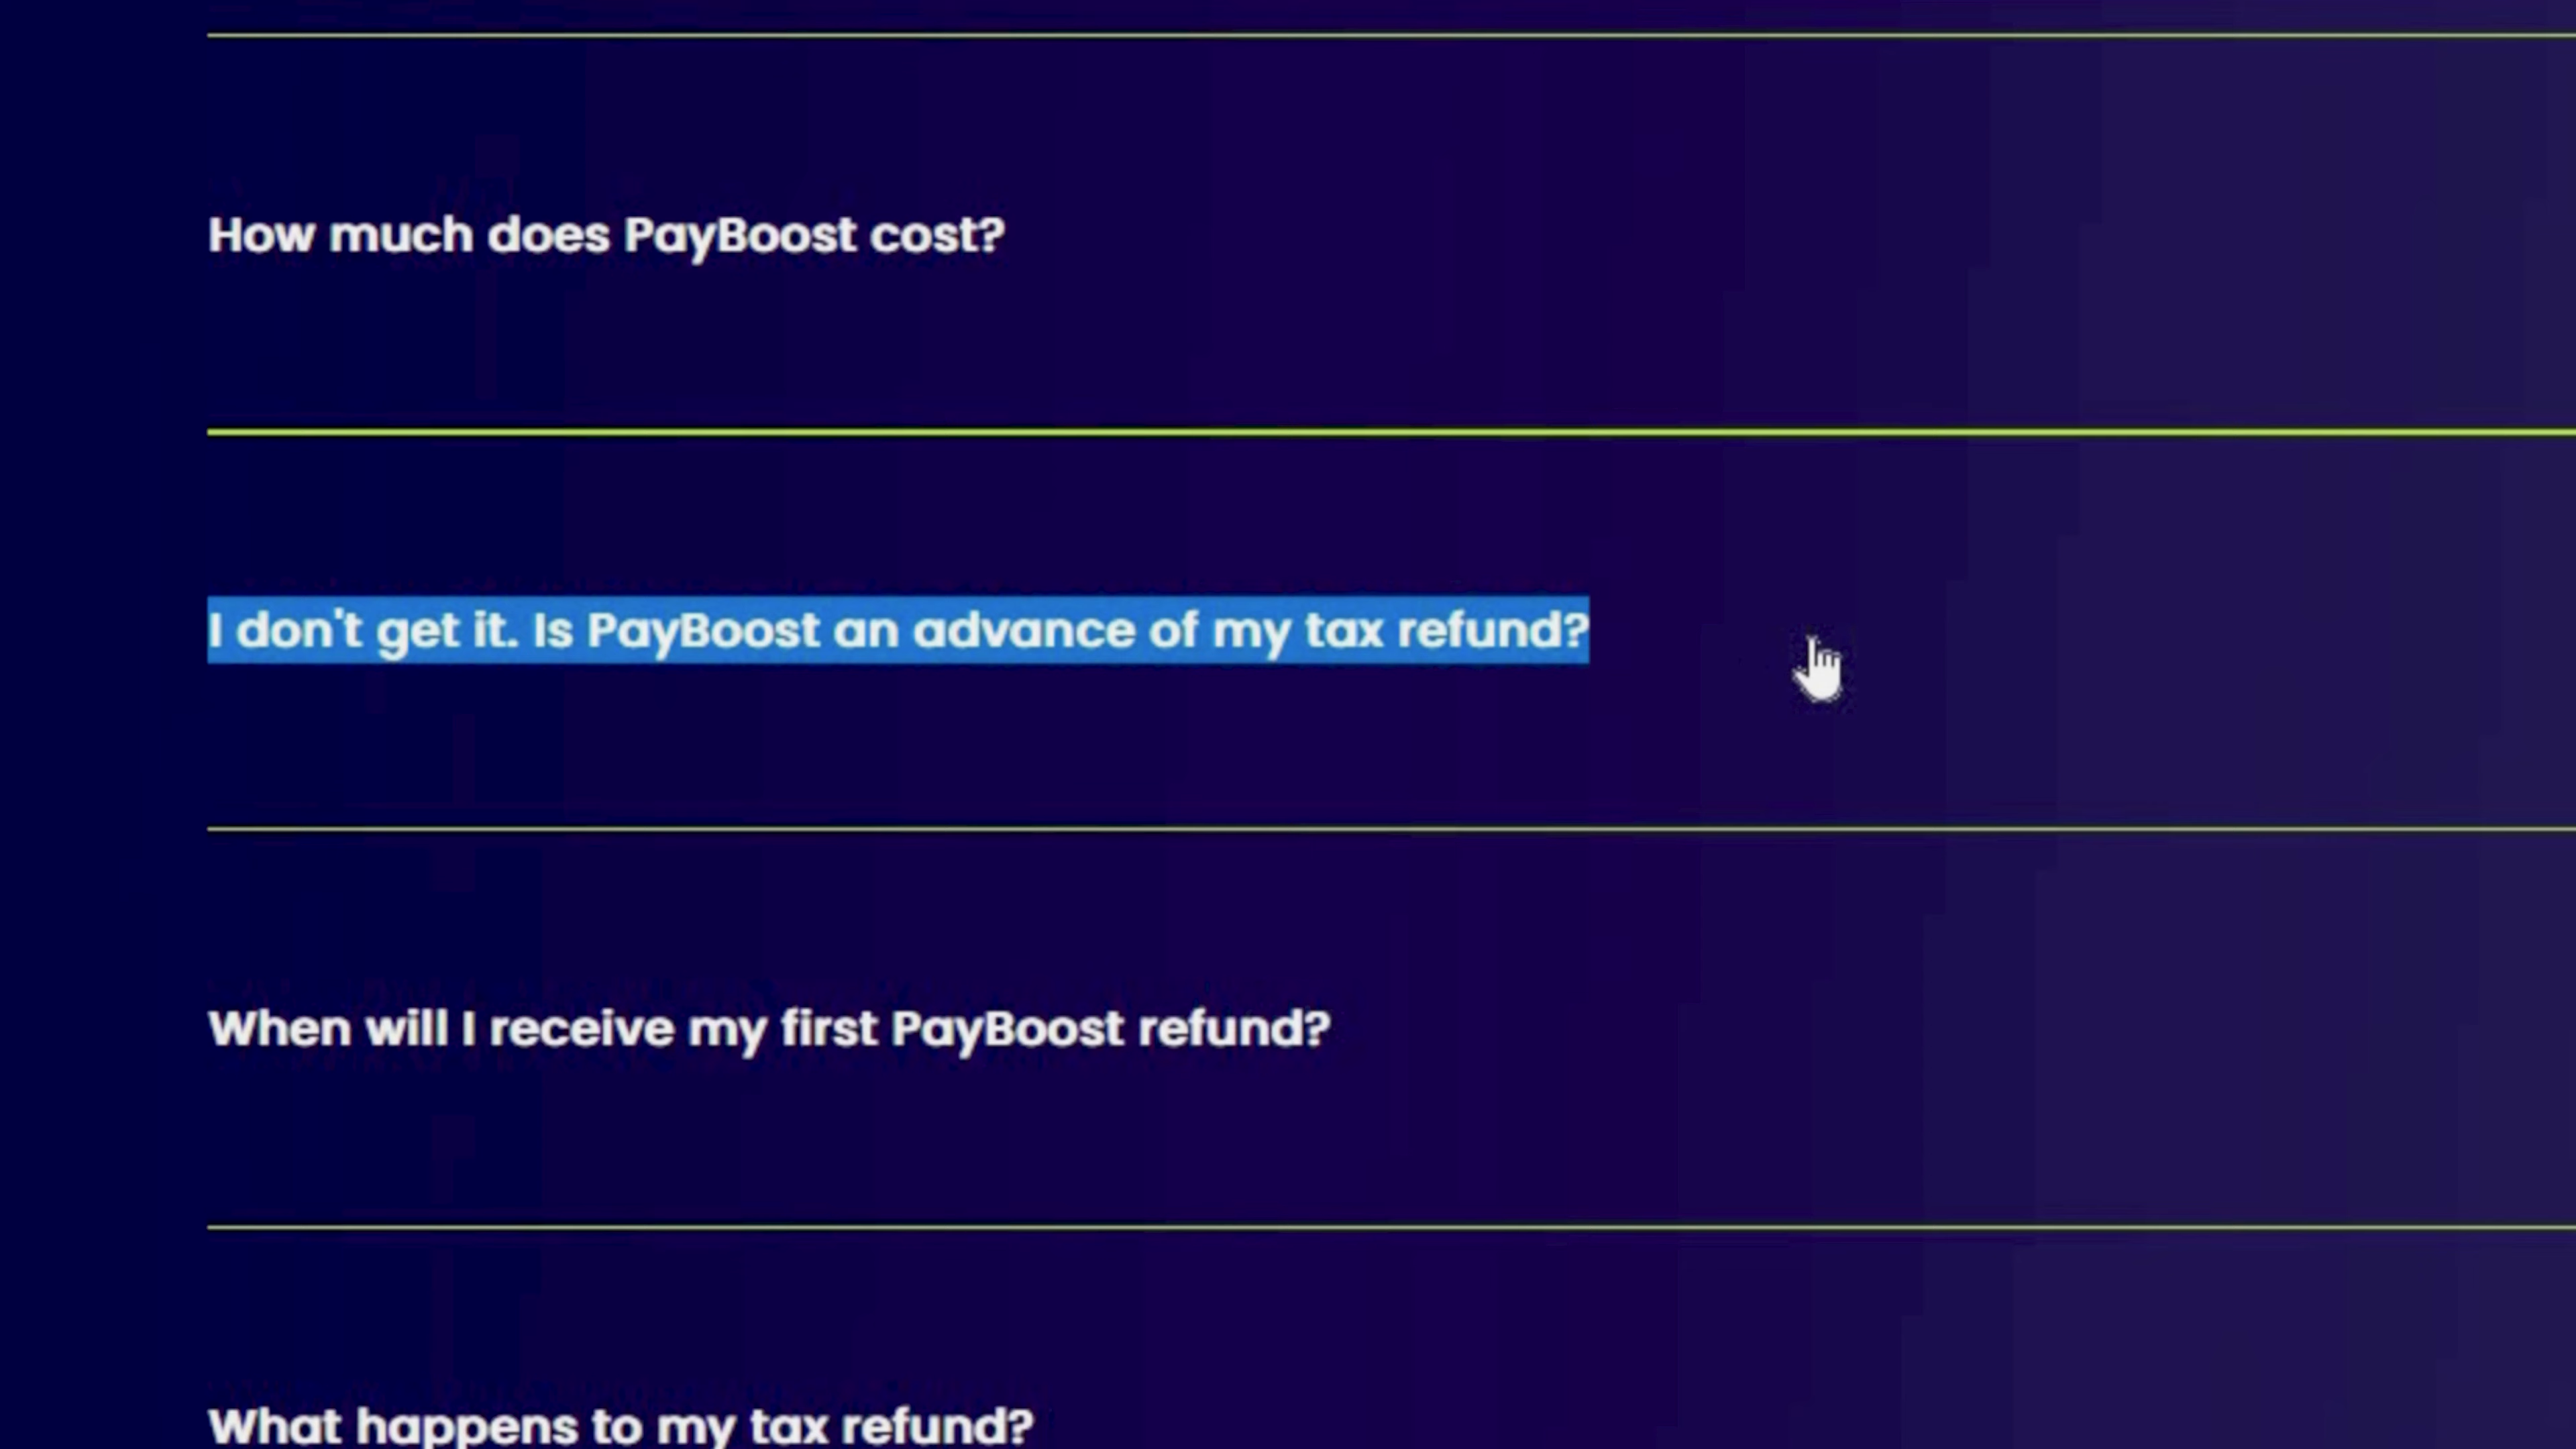 How much does PayBoost cost?
I don't get it. Is PayBoost an advance of my tax refund?
When will I receive my first PayBoost refund?
What happens to my tax refund?